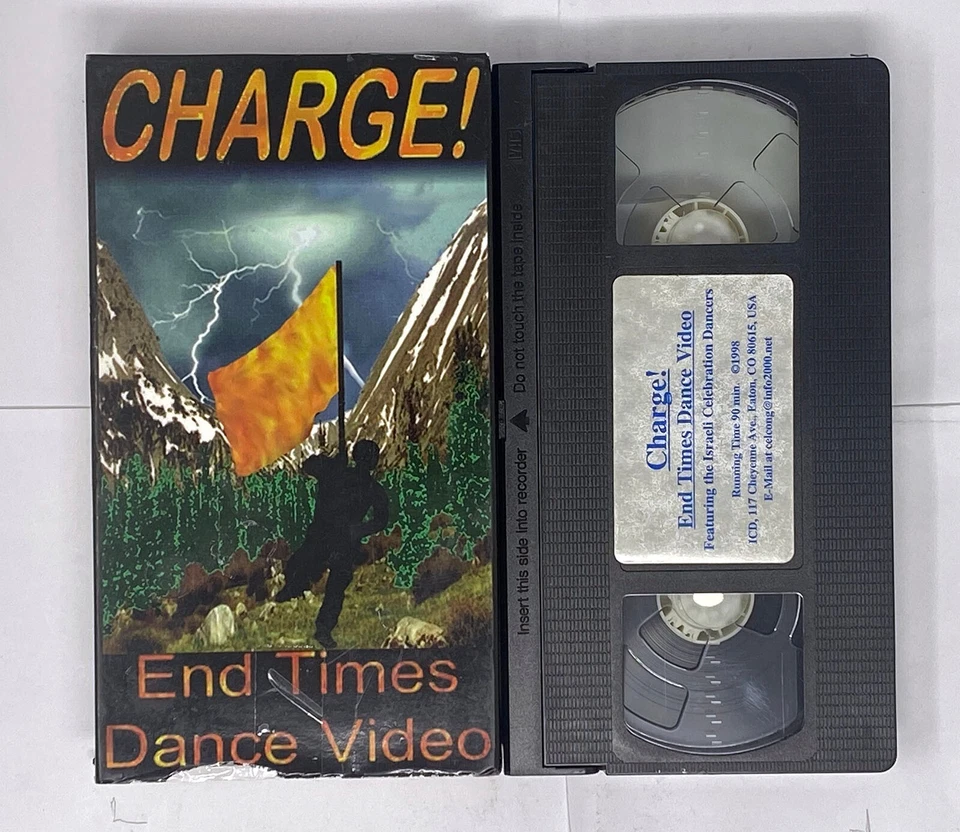 CHARGE!
End Times
Dance Video
VHS
Insert this side into recorder ▲ Do not touch the tape inside
Charge!
End Times Dance Video
Featuring the Israeli Celebration Dancers
Running Time 90 min ©1998
ICD, 117 Cheyenne Ave., Eaton, CO 80615, USA
E-Mail at celcong@info2000.net